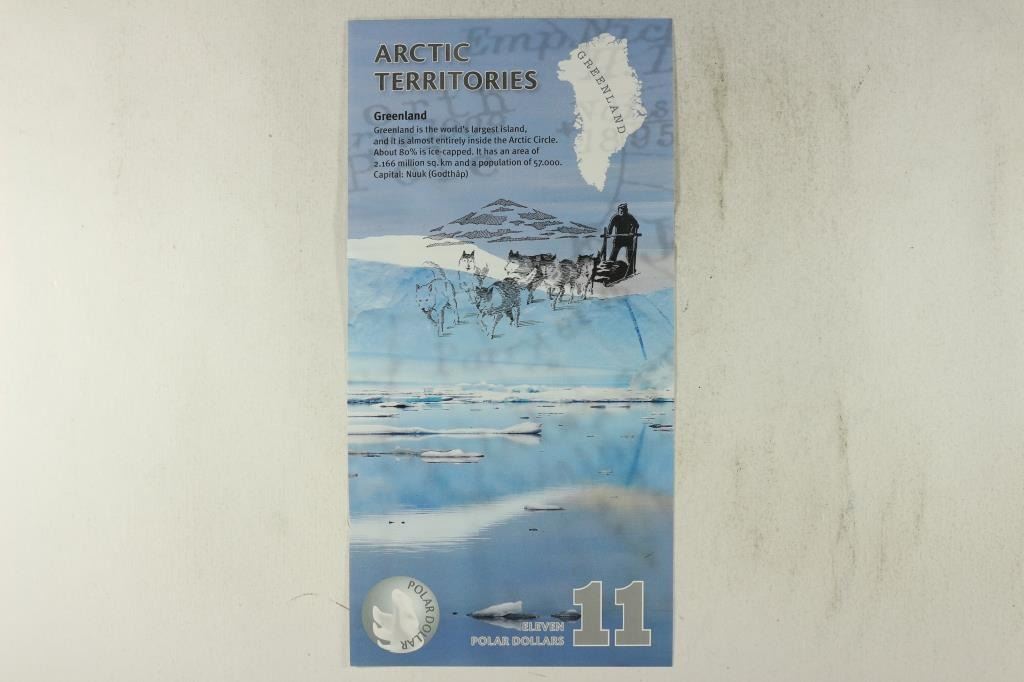 ARCTIC
TERRITORIES
GREENLAND
Greenland
Greenland is the world's largest island,
and it is almost entirely inside the Arctic Circle.
About 80% is ice-capped. It has an area of
2.166 million sq. km and a population of 57.000.
Capital: Nuuk (Godthåp)
1895
POLAR DOLLAR
ELEVEN
POLAR DOLLARS
11